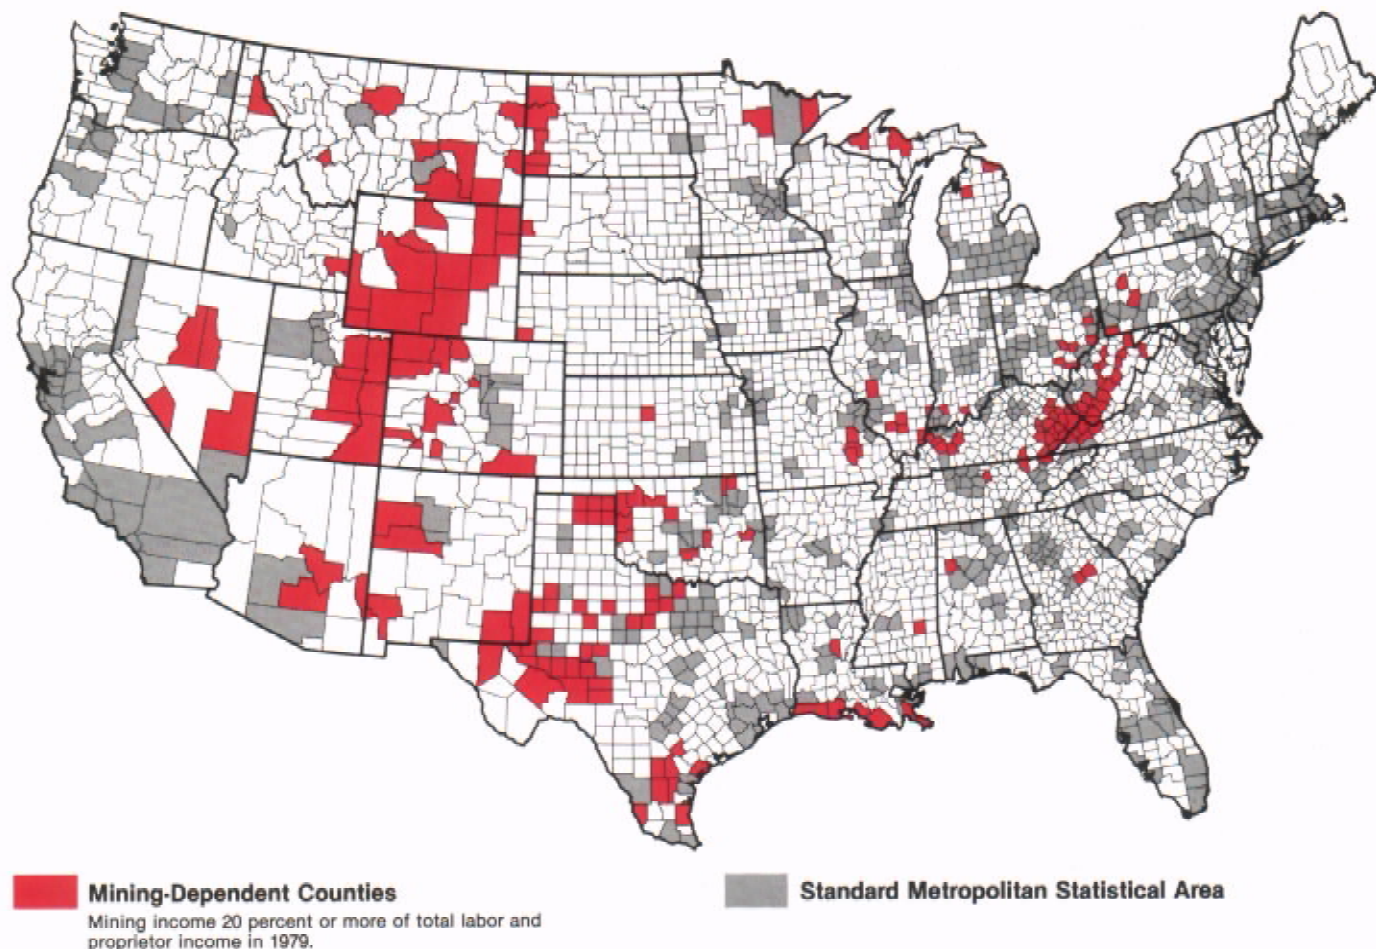 Mining-Dependent Counties
Mining income 20 percent or more of total labor and
proprietor income in 1979.
Standard Metropolitan Statistical Area